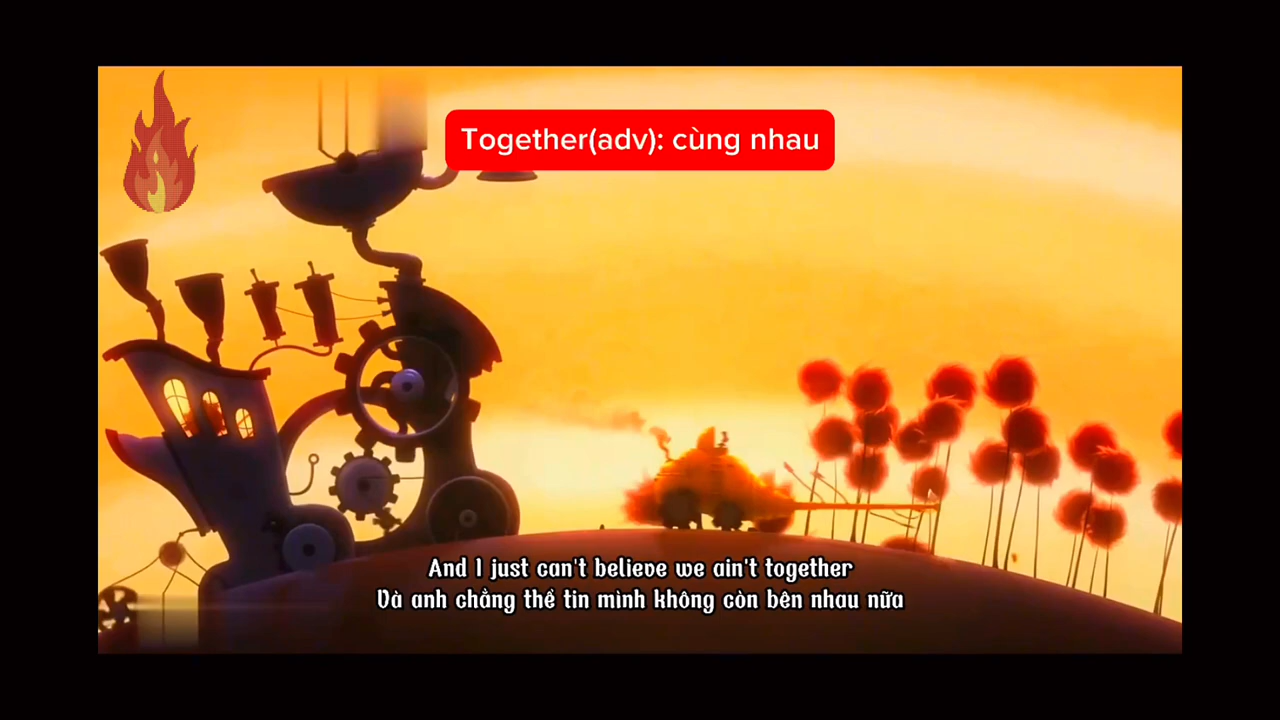 Together(adv): cùng nhau
And I just can't believe we ain't together
Và anh chẳng thể tin mình không còn bên nhau nữa